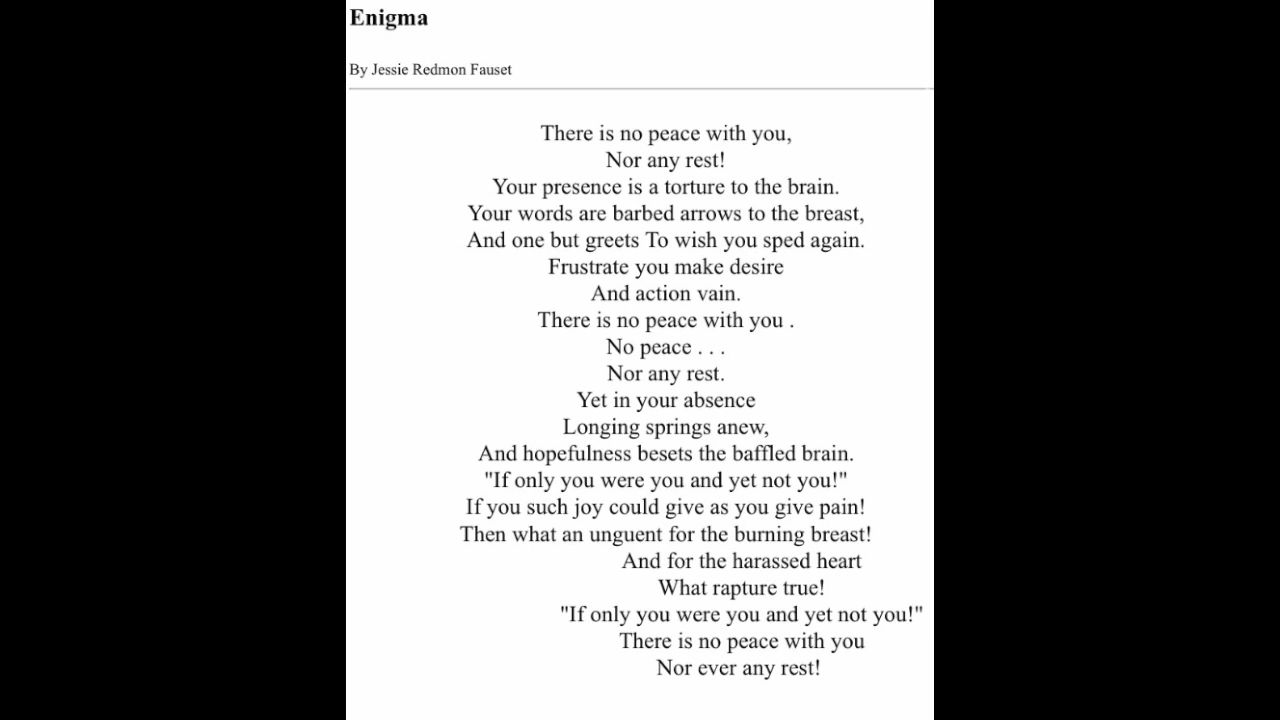 Enigma
By Jessie Redmon Fauset
There is no peace with you,
Nor any rest!
Your presence is a torture to the brain.
Your words are barbed arrows to the breast,
And one but greets To wish you sped again.
Frustrate you make desire
And action vain.
There is no peace with you .
No peace . . .
Nor any rest.
Yet in your absence
Longing springs anew,
And hopefulness besets the baffled brain.
"If only you were you and yet not you!"
If you such joy could give as you give pain!
Then what an unguent for the burning breast!
And for the harassed heart
What rapture true!
"If only you were you and yet not you!"
There is no peace with you
Nor ever any rest!